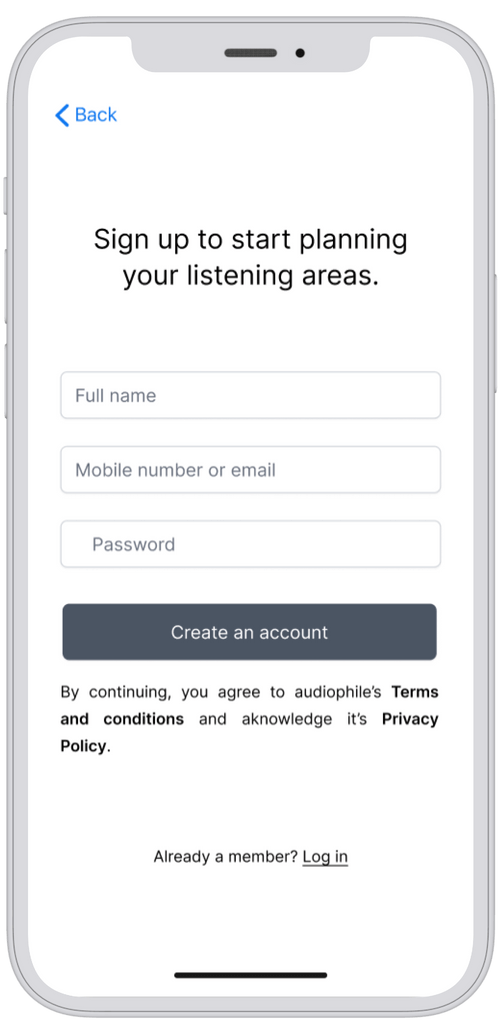 Back
Sign up to start planning
your listening areas.
Full name
Mobile number or email
Password
Create an account
By continuing, you agree to audiophile’s Terms
and conditions and aknowledge it’s Privacy
Policy.
Already a member? Log in